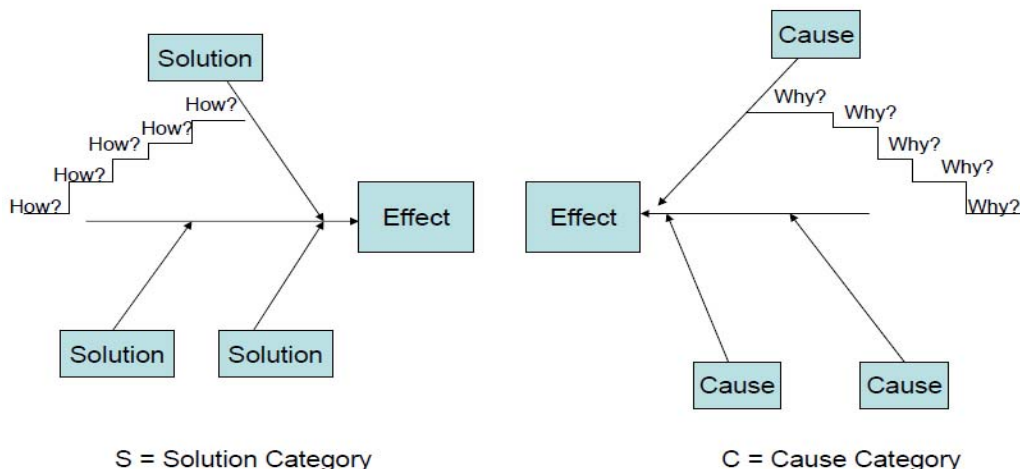 Solution
How?
How?
How?
How?
How?
Effect
Solution
Solution
S = Solution Category
Cause
Why?
Why?
Why?
Why?
Why?
Effect
Cause
Cause
C = Cause Category